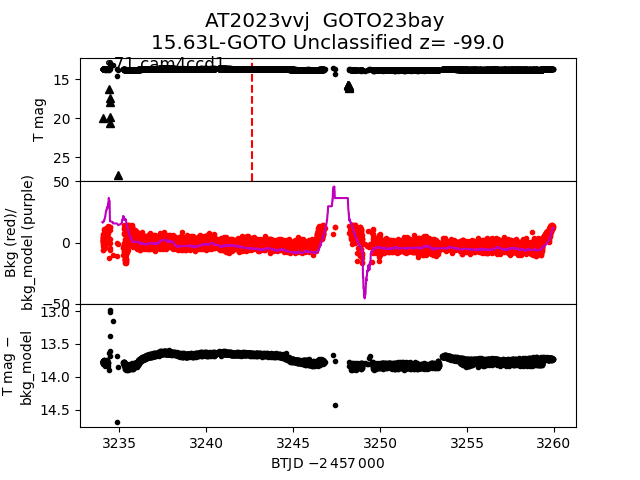 AT2023vvj  GOTO23bay
15.63L-GOTO Unclassified z= -99.0
71 cam4ccd1
T mag
15
20
25
Bkg (red)/
bkg_model (purple)
50
0
−50
T mag −
bkg_model
13.0
13.5
14.0
14.5
3235 3240 3245 3250 3255 3260
BTJD −2 457 000